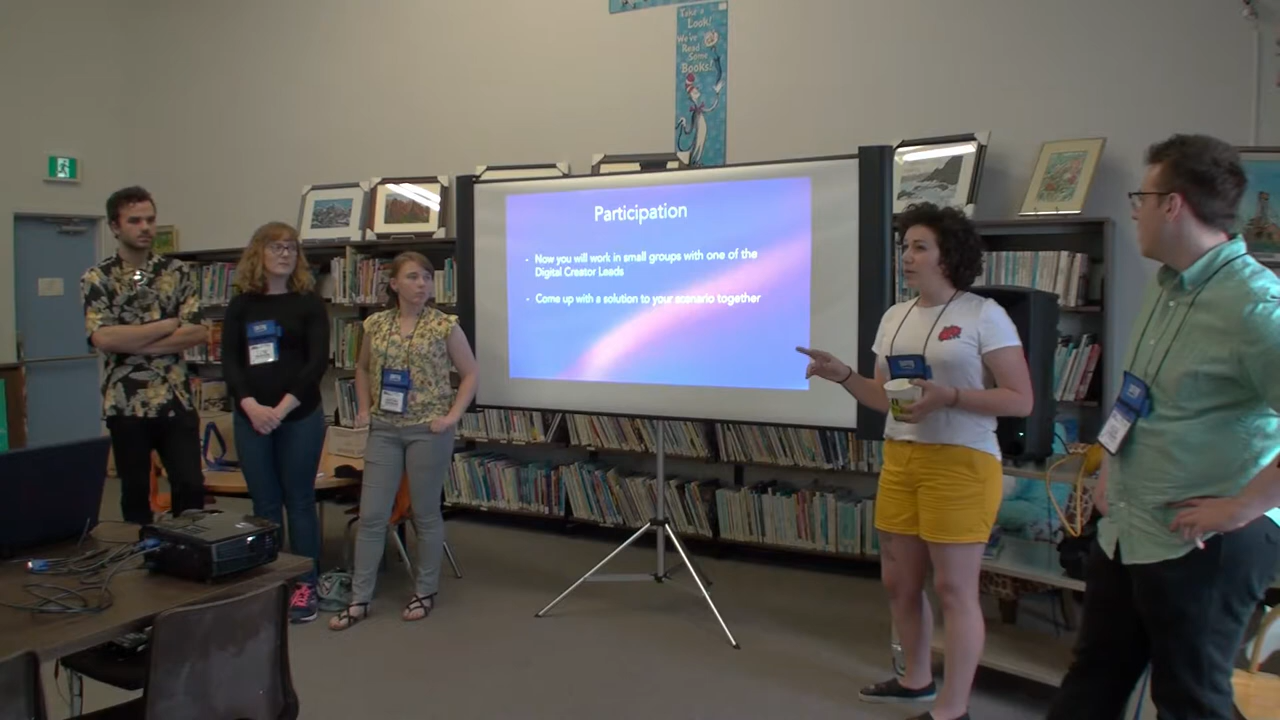 Take a
Look!
We've
Read
Some
Books!
Participation
- Now you will work in small groups with one of the
Digital Creator Leads
- Come up with a solution to your scenario together